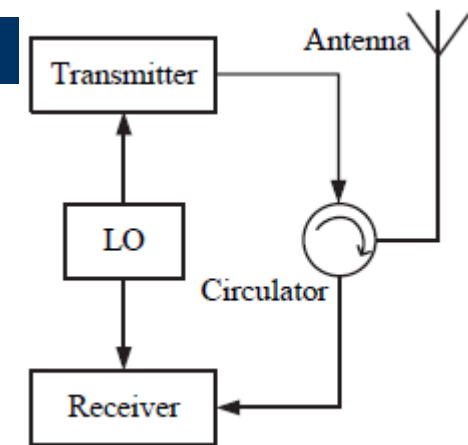 Antenna
Transmitter
LO
Circulator
Receiver